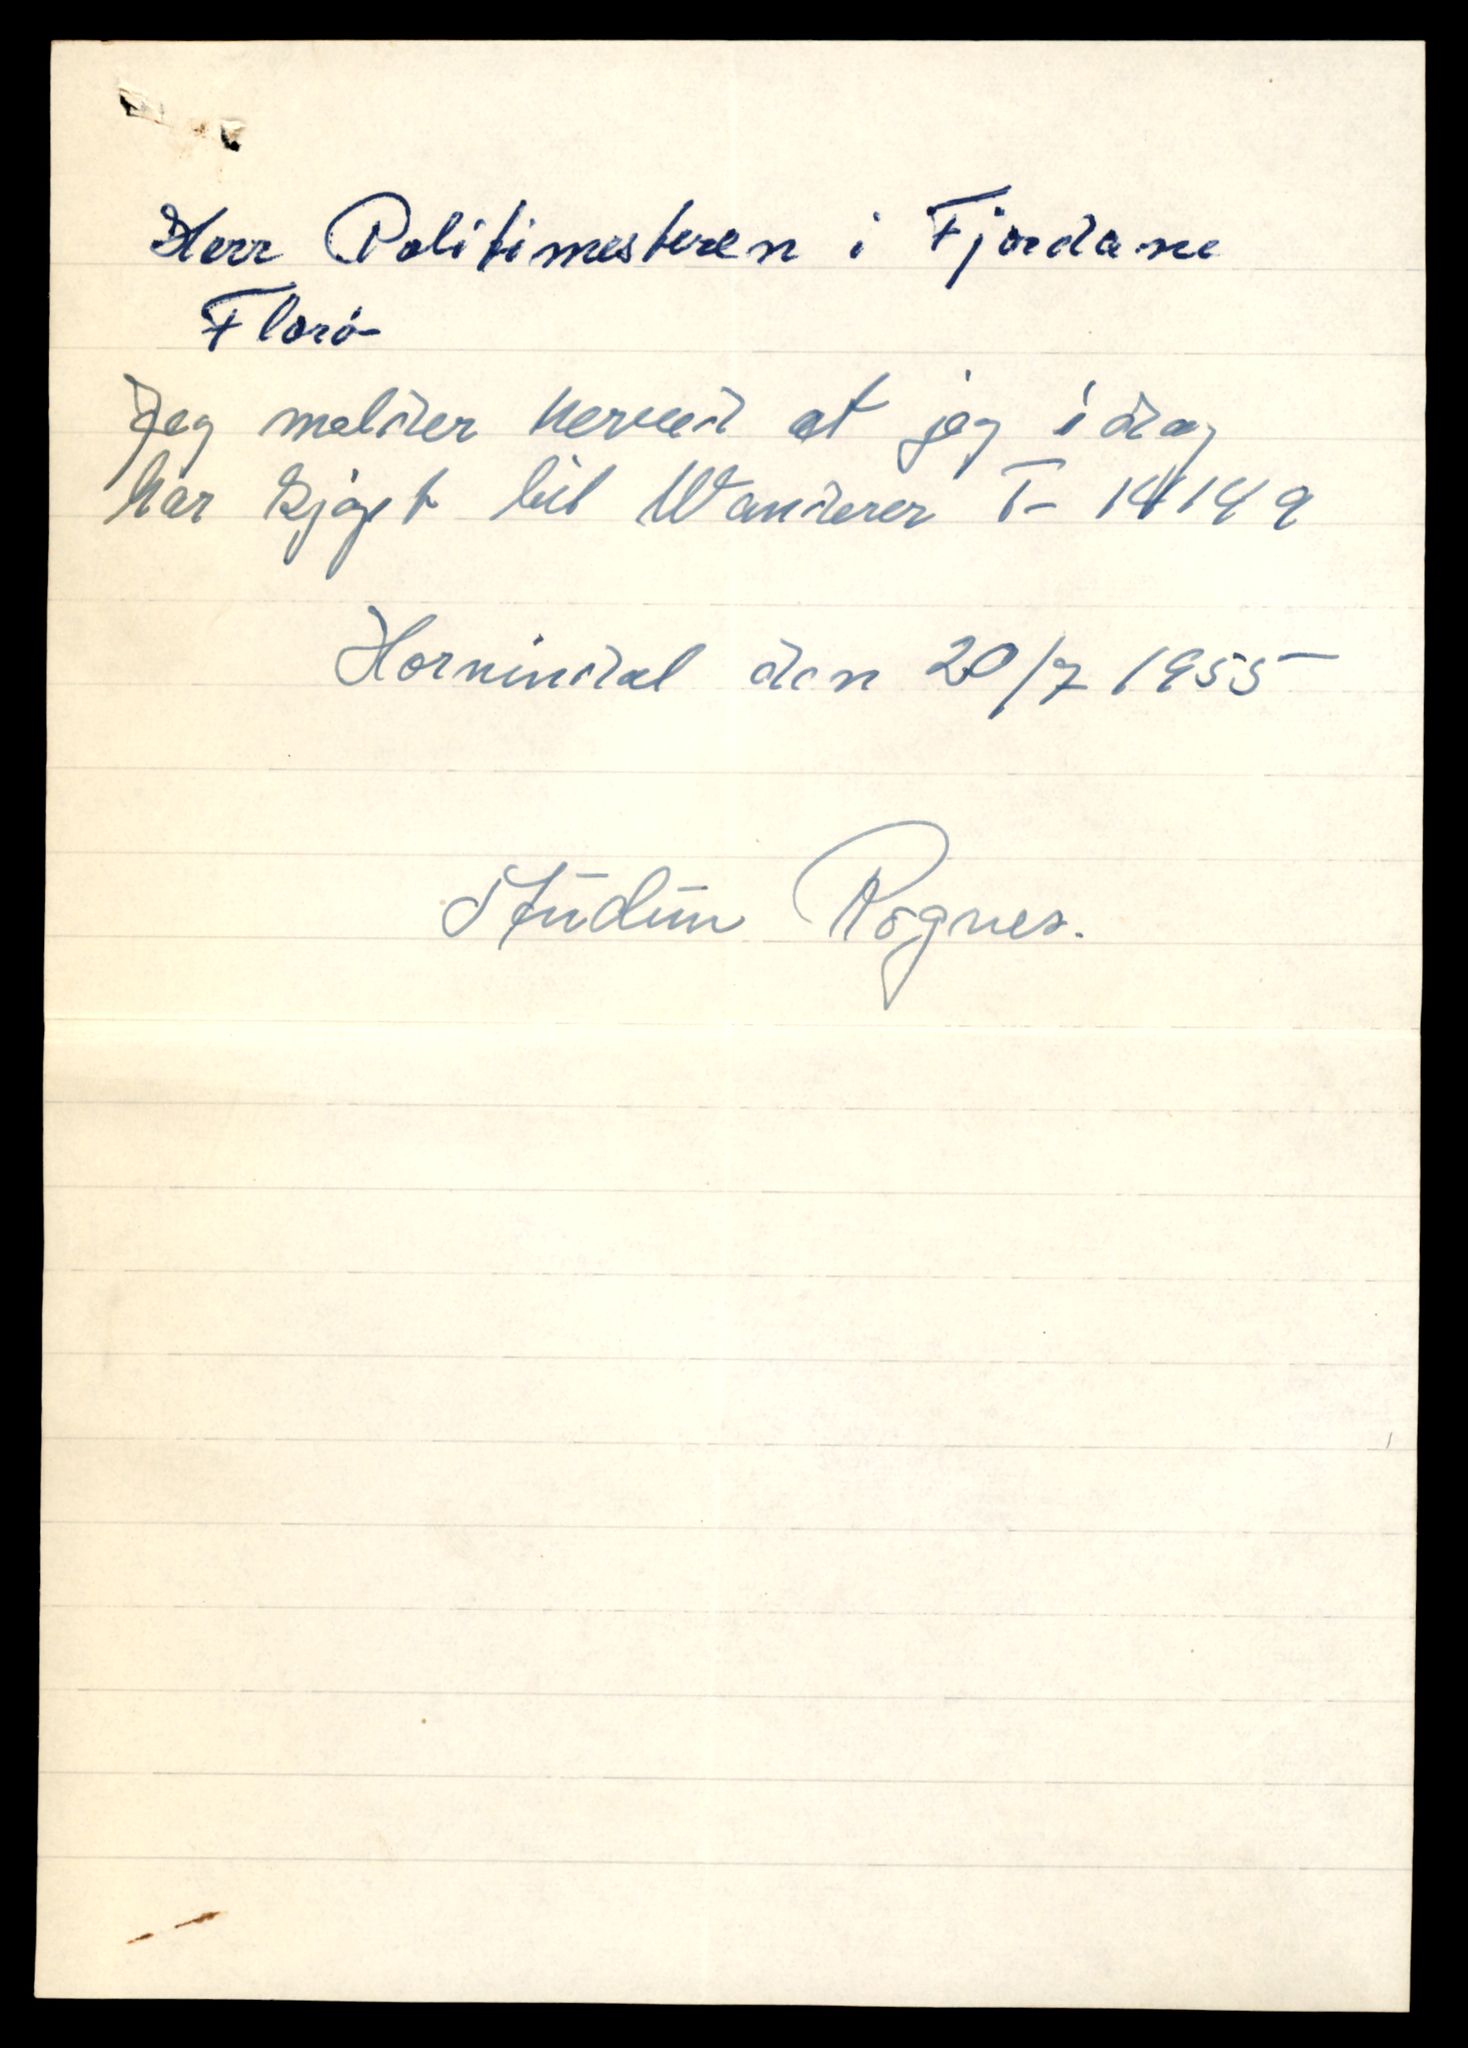 Herr Politimesteren i Fjordane
Florö
Jeg melder herved at jeg i dag
har kjøpt bil Wanderer T- 14149
Hornindal den 20/7 1955
Rognes.